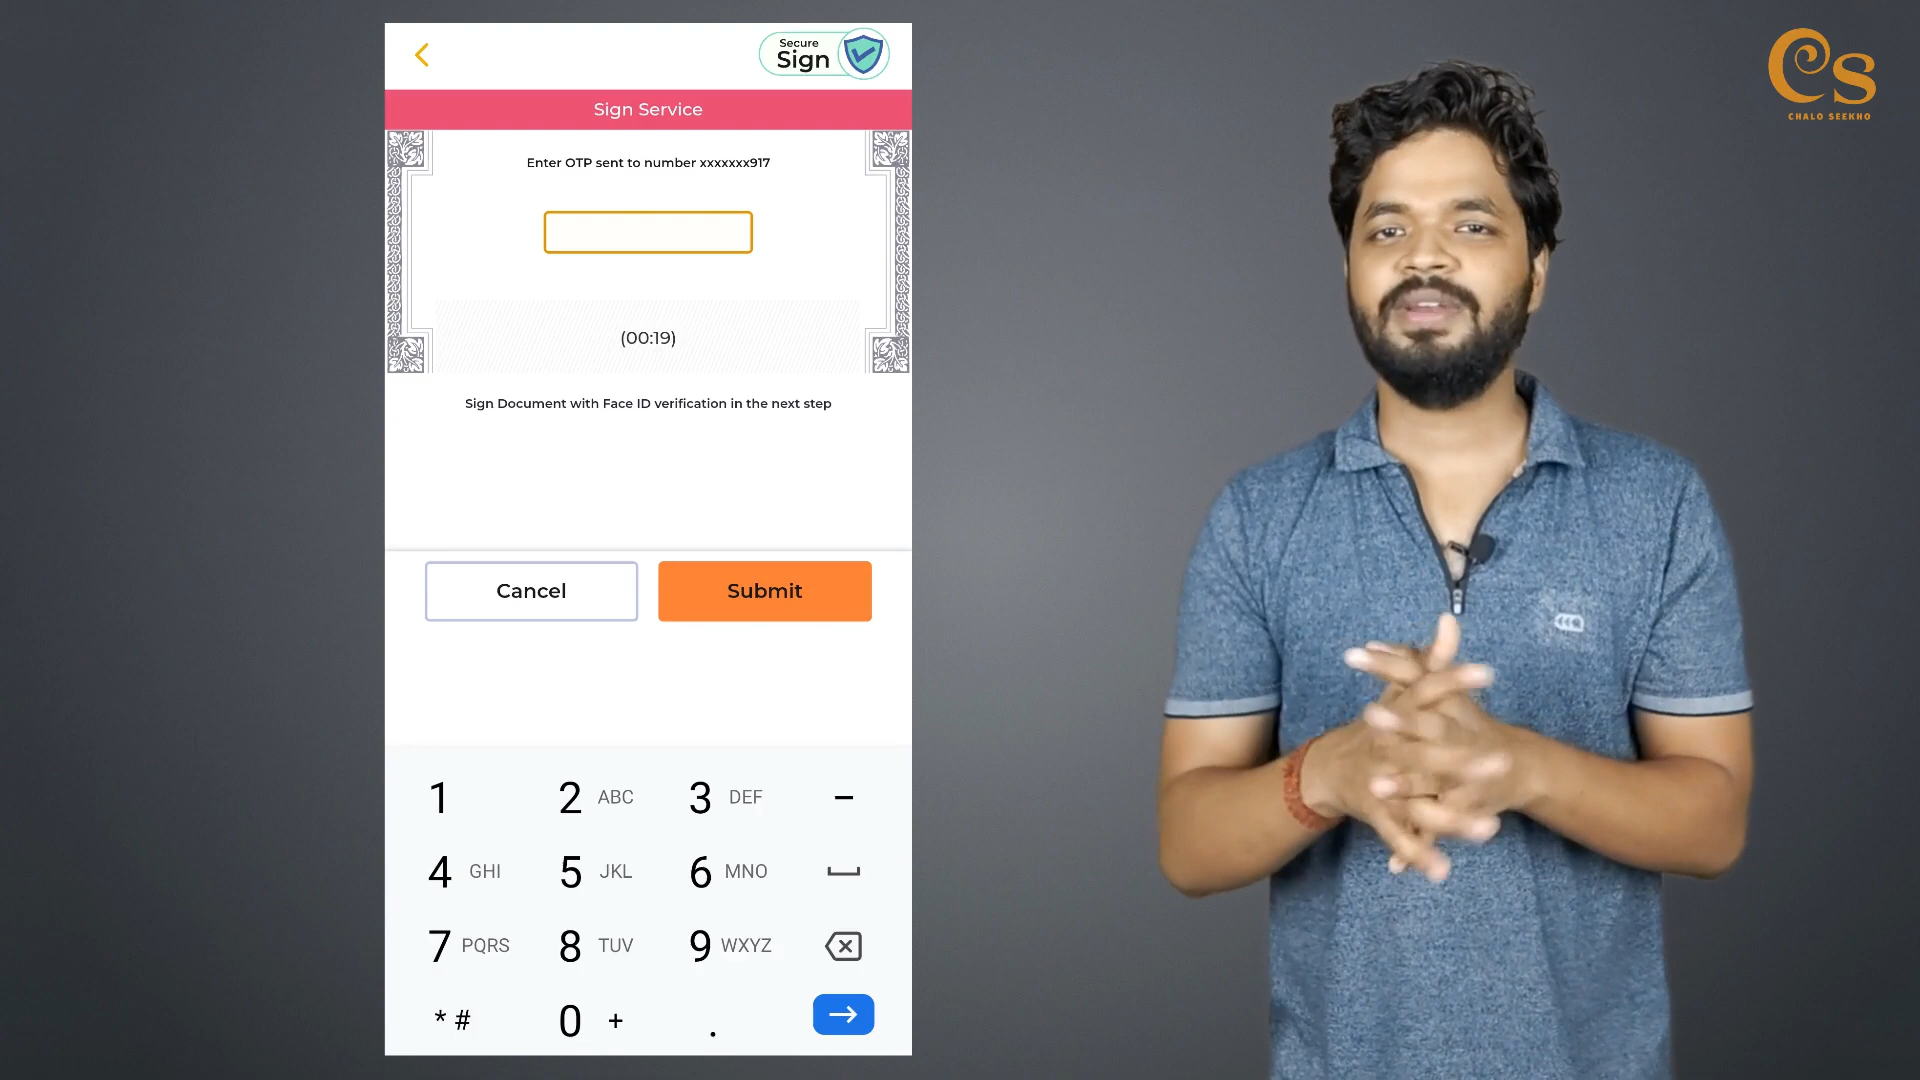 Secure
Sign
CS
CHALO SEEKHO
Sign Service
Enter OTP sent to number xxxxxxx917
(00:19)
Sign Document with Face ID verification in the next step
Cancel
Submit
1
2 ABC
3 DEF
–
4 GHI
5 JKL
6 MNO
7 PQRS
8 TUV
9 WXYZ
* #
0 +
.